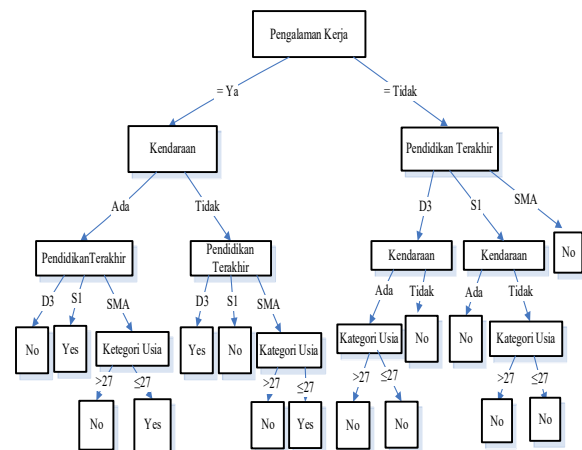 Pengalaman Kerja
= Ya
= Tidak
Kendaraan
Pendidikan Terakhir
Ada
Tidak
D3
S1
SMA
PendidikanTerakhir
Pendidikan
Terakhir
Kendaraan
Kendaraan
No
D3
S1
SMA
D3
S1
SMA
Ada
Tidak
Ada
Tidak
No
Yes
Ketegori Usia
Yes
No
Kategori Usia
Kategori Usia
No
No
Kategori Usia
>27
≤27
>27
≤27
>27
≤27
>27
≤27
No
Yes
No
Yes
No
No
No
No